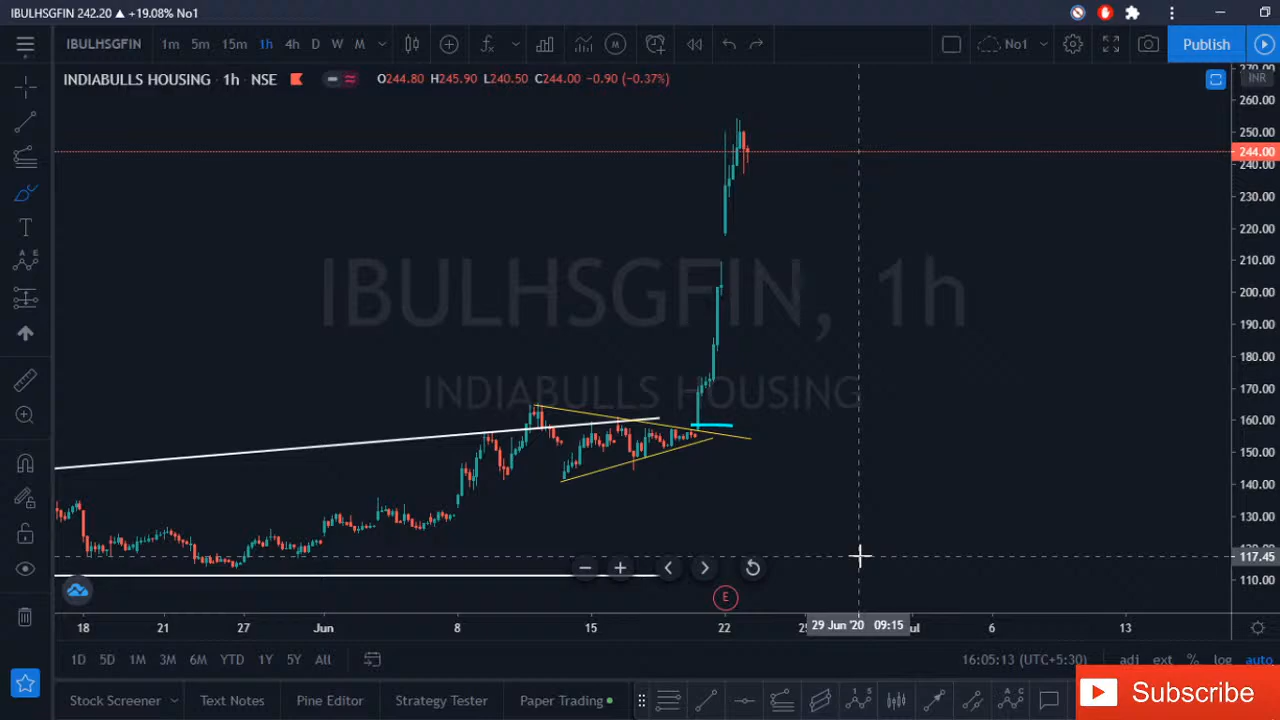 IBULHSGFIN 242.20 ▲ +19.08% No1
IBULHSGFIN 1m 5m 15m 1h 4h D W M No1 Publish
INDIABULLS HOUSING · 1h · NSE O244.80 H245.90 L240.50 C244.00 -0.90 (-0.37%)
INR
270.00
260.00
250.00
244.00
240.00
230.00
220.00
210.00
200.00
190.00
180.00
170.00
160.00
150.00
140.00
130.00
120.00
117.45
110.00
IBULHSGFIN, 1h
INDIABULLS HOUSING
E
18 21 27 Jun 8 15 22 29 Jun '20 09:15 6 13
1D 5D 1M 3M 6M YTD 1Y 5Y All 16:05:13 (UTC+5:30) adj ext % log auto
Stock Screener Text Notes Pine Editor Strategy Tester Paper Trading
Subscribe